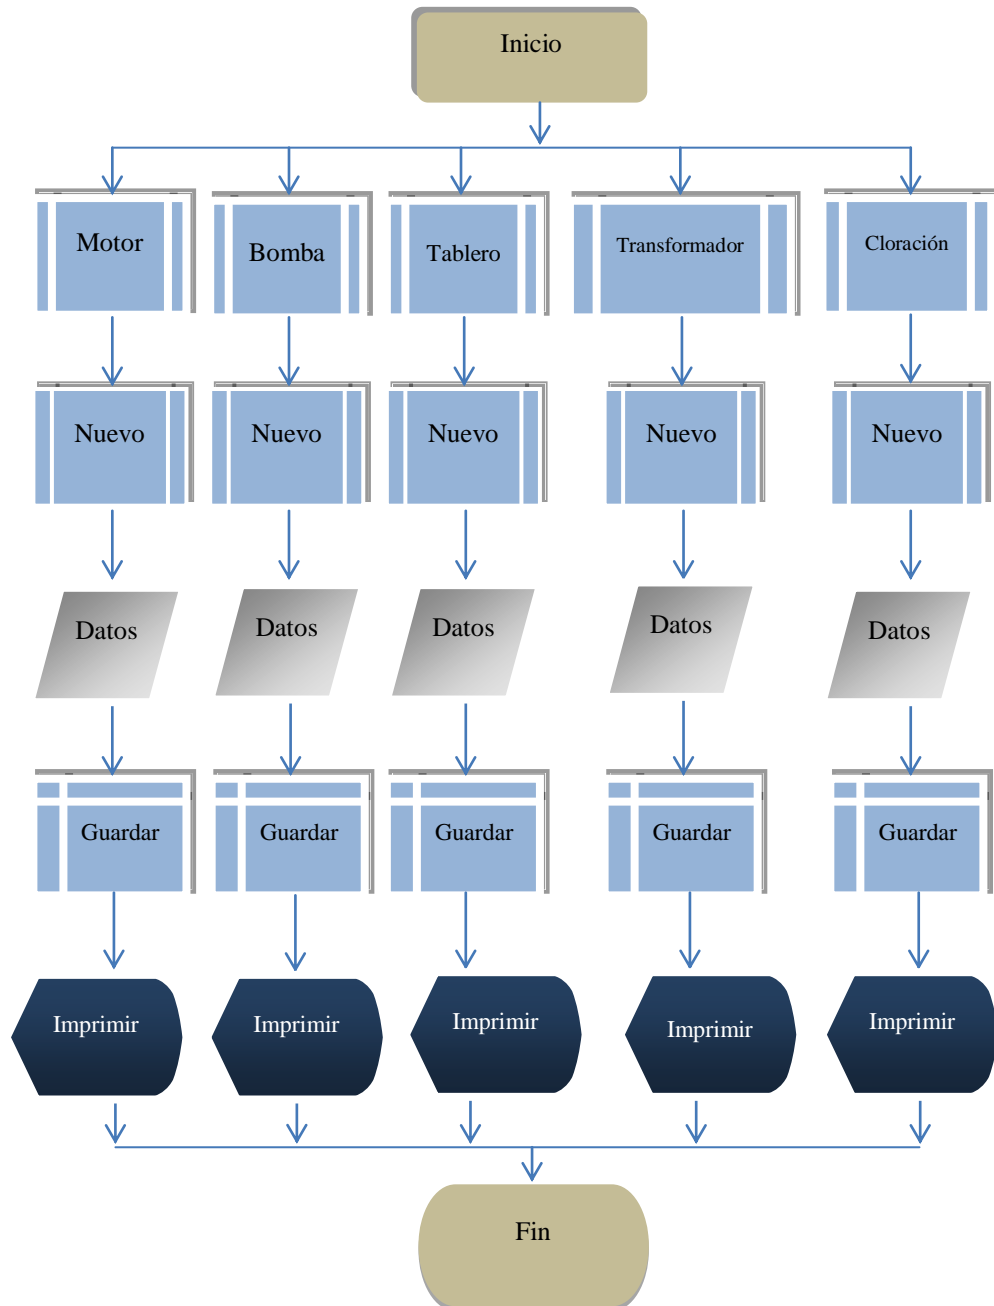 Inicio
Motor
Bomba
Tablero
Transformador
Cloración
Nuevo
Nuevo
Nuevo
Nuevo
Nuevo
Datos
Datos
Datos
Datos
Datos
Guardar
Guardar
Guardar
Guardar
Guardar
Imprimir
Imprimir
Imprimir
Imprimir
Imprimir
Fin